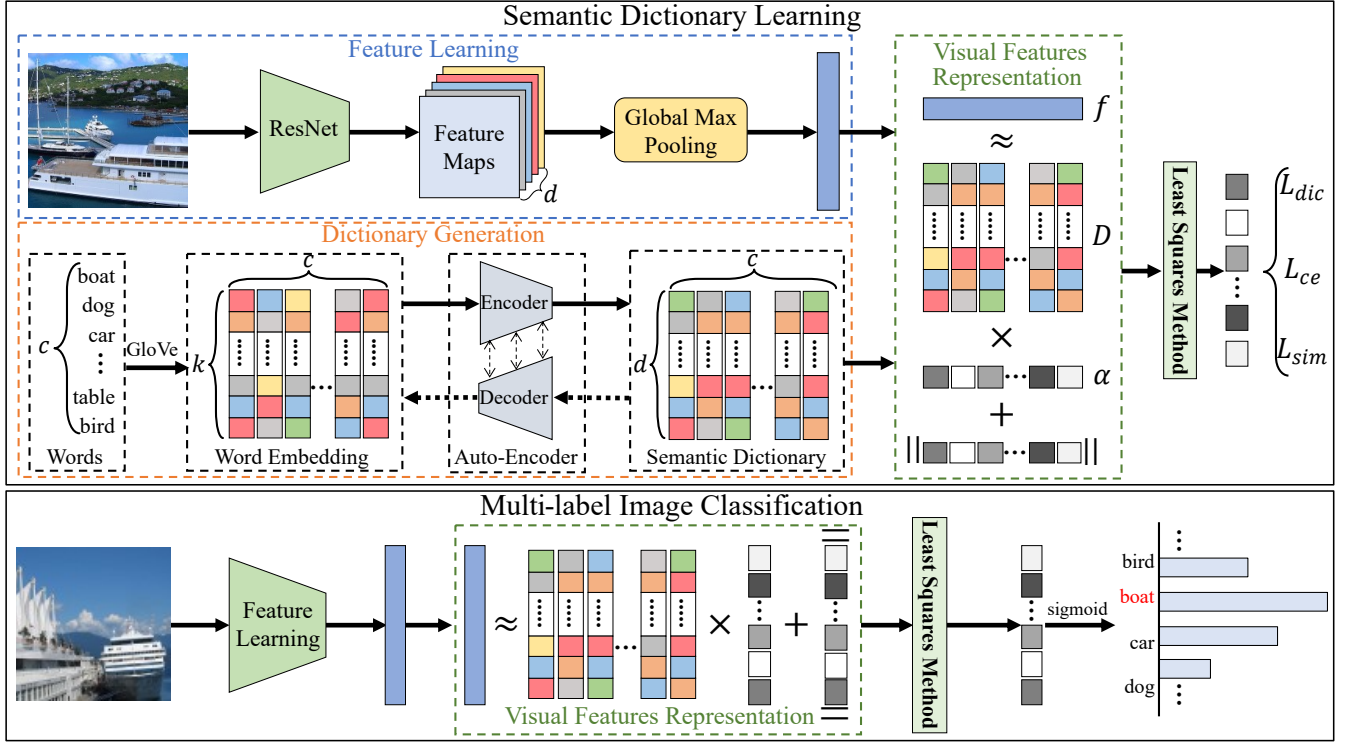 Semantic Dictionary Learning
Feature Learning
ResNet
Feature
Maps
d
Global Max
Pooling
Visual Features
Representation
f
≈
D
×
α
+
|| ||
Least Squares Method
L_dic
L_ce
L_sim
Dictionary Generation
c
boat
dog
car
⋮
table
bird
Words
GloVe
c
k
...
Word Embedding
Encoder
Decoder
Auto-Encoder
c
d
...
Semantic Dictionary
Multi-label Image Classification
Feature
Learning
≈
...
×
+
Visual Features Representation
Least Squares Method
sigmoid
⋮
bird
boat
car
dog
⋮